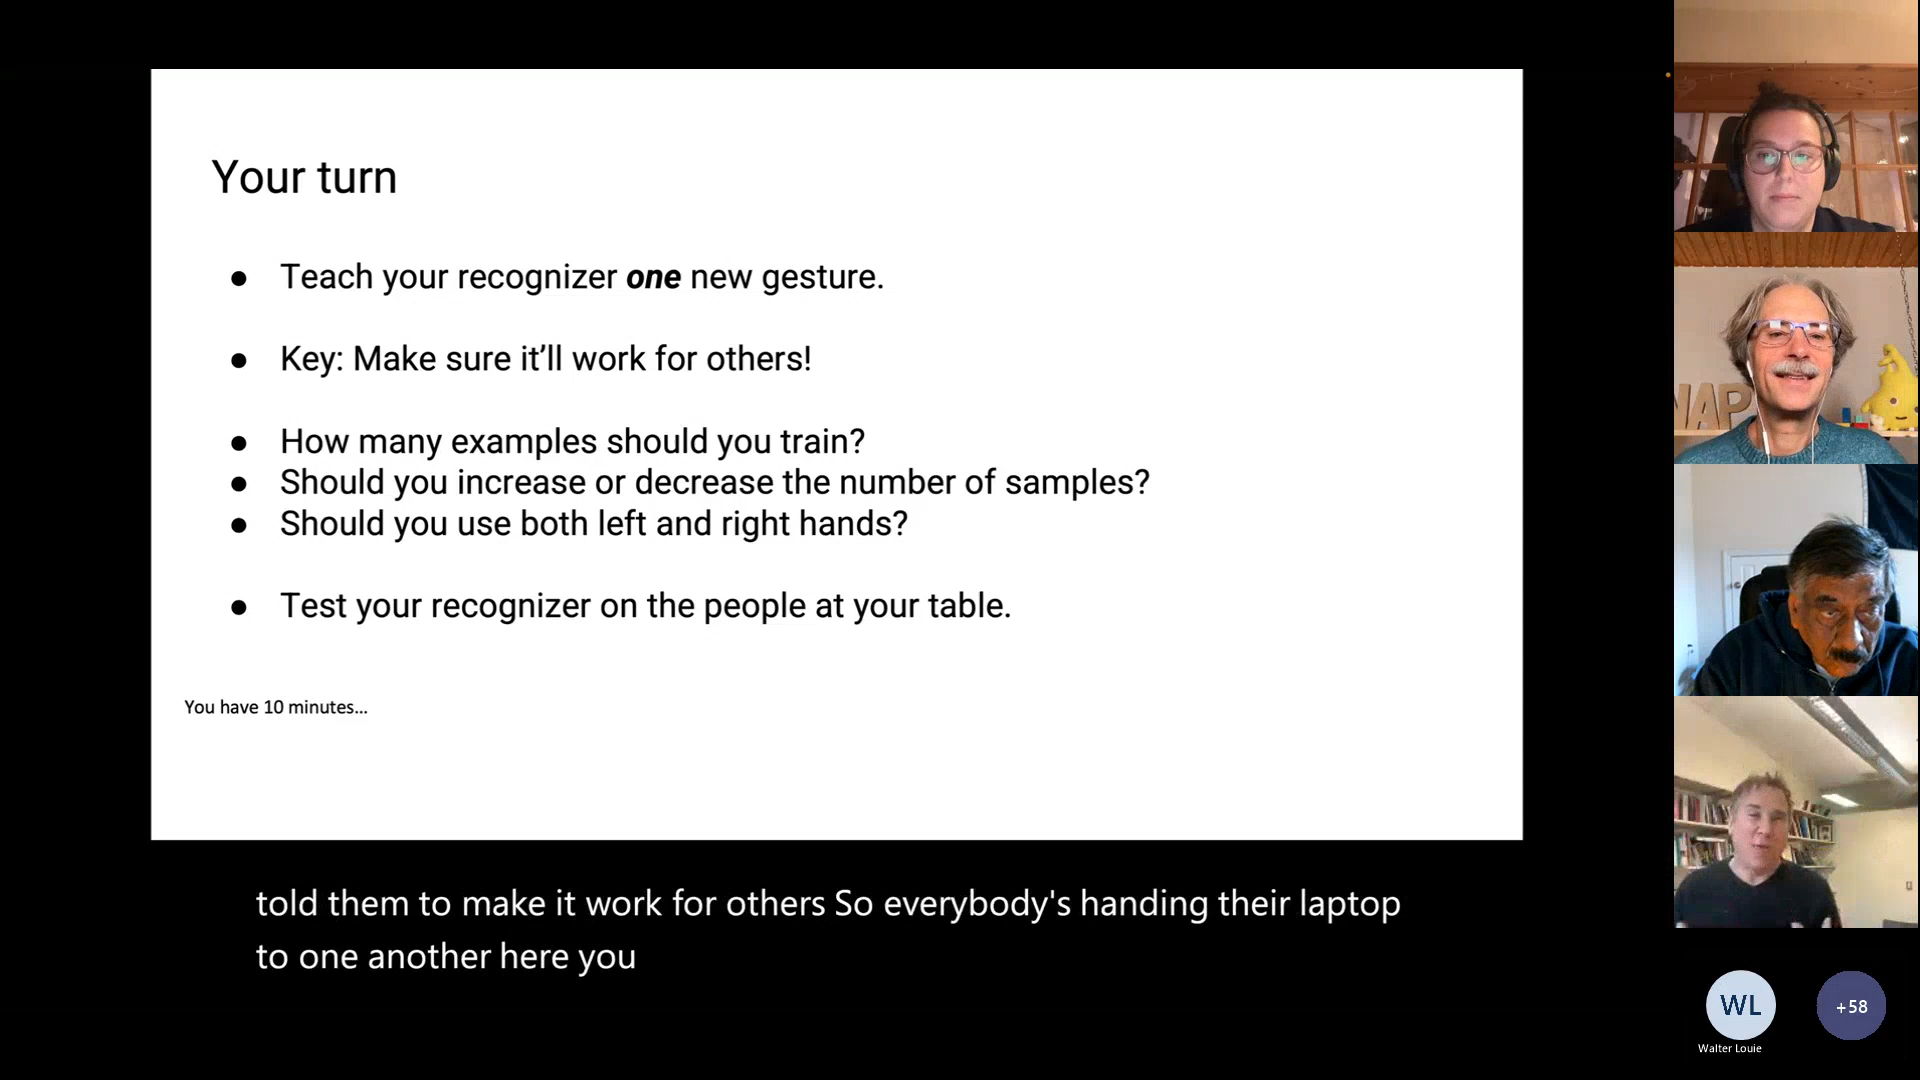 Your turn
● Teach your recognizer one new gesture.
● Key: Make sure it’ll work for others!
● How many examples should you train?
● Should you increase or decrease the number of samples?
● Should you use both left and right hands?
● Test your recognizer on the people at your table.
You have 10 minutes...
told them to make it work for others So everybody's handing their laptop
to one another here you
NAP
WL
+58
Walter Louie